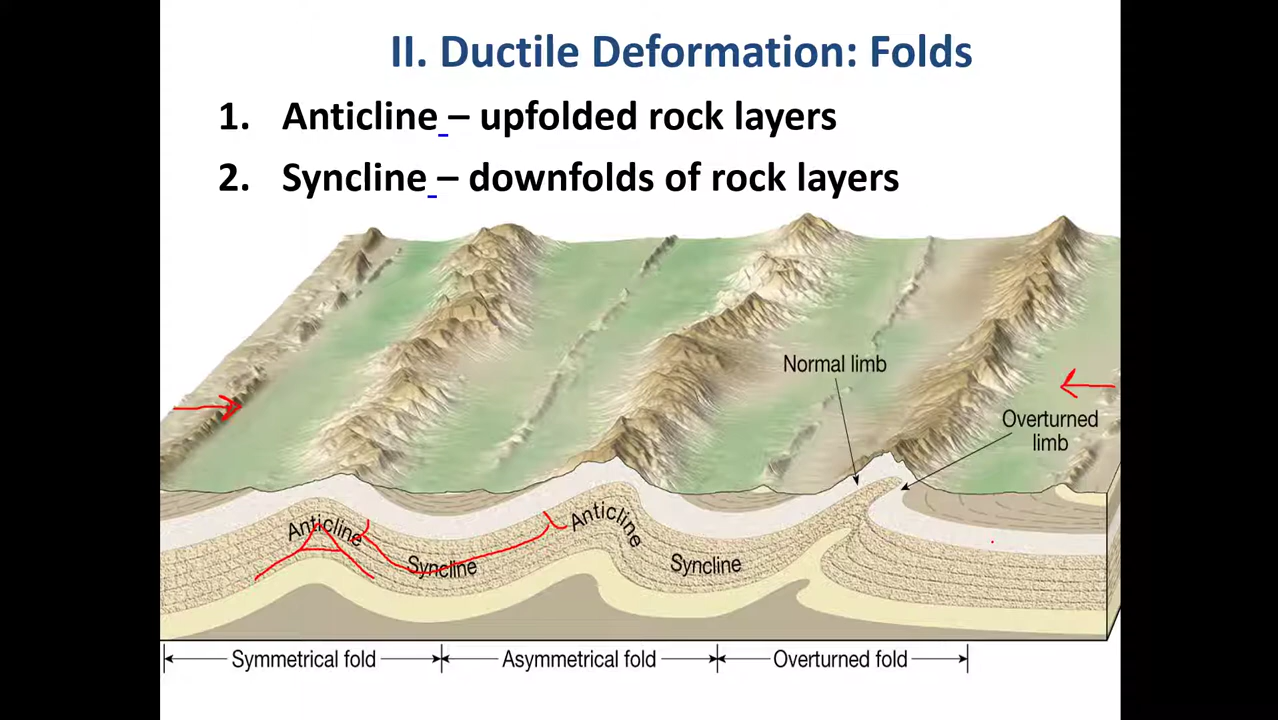 II. Ductile Deformation: Folds
1. Anticline – upfolded rock layers
2. Syncline – downfolds of rock layers
Normal limb
Overturned
limb
Anticline
Syncline
Anticline
Syncline
Symmetrical fold
Asymmetrical fold
Overturned fold